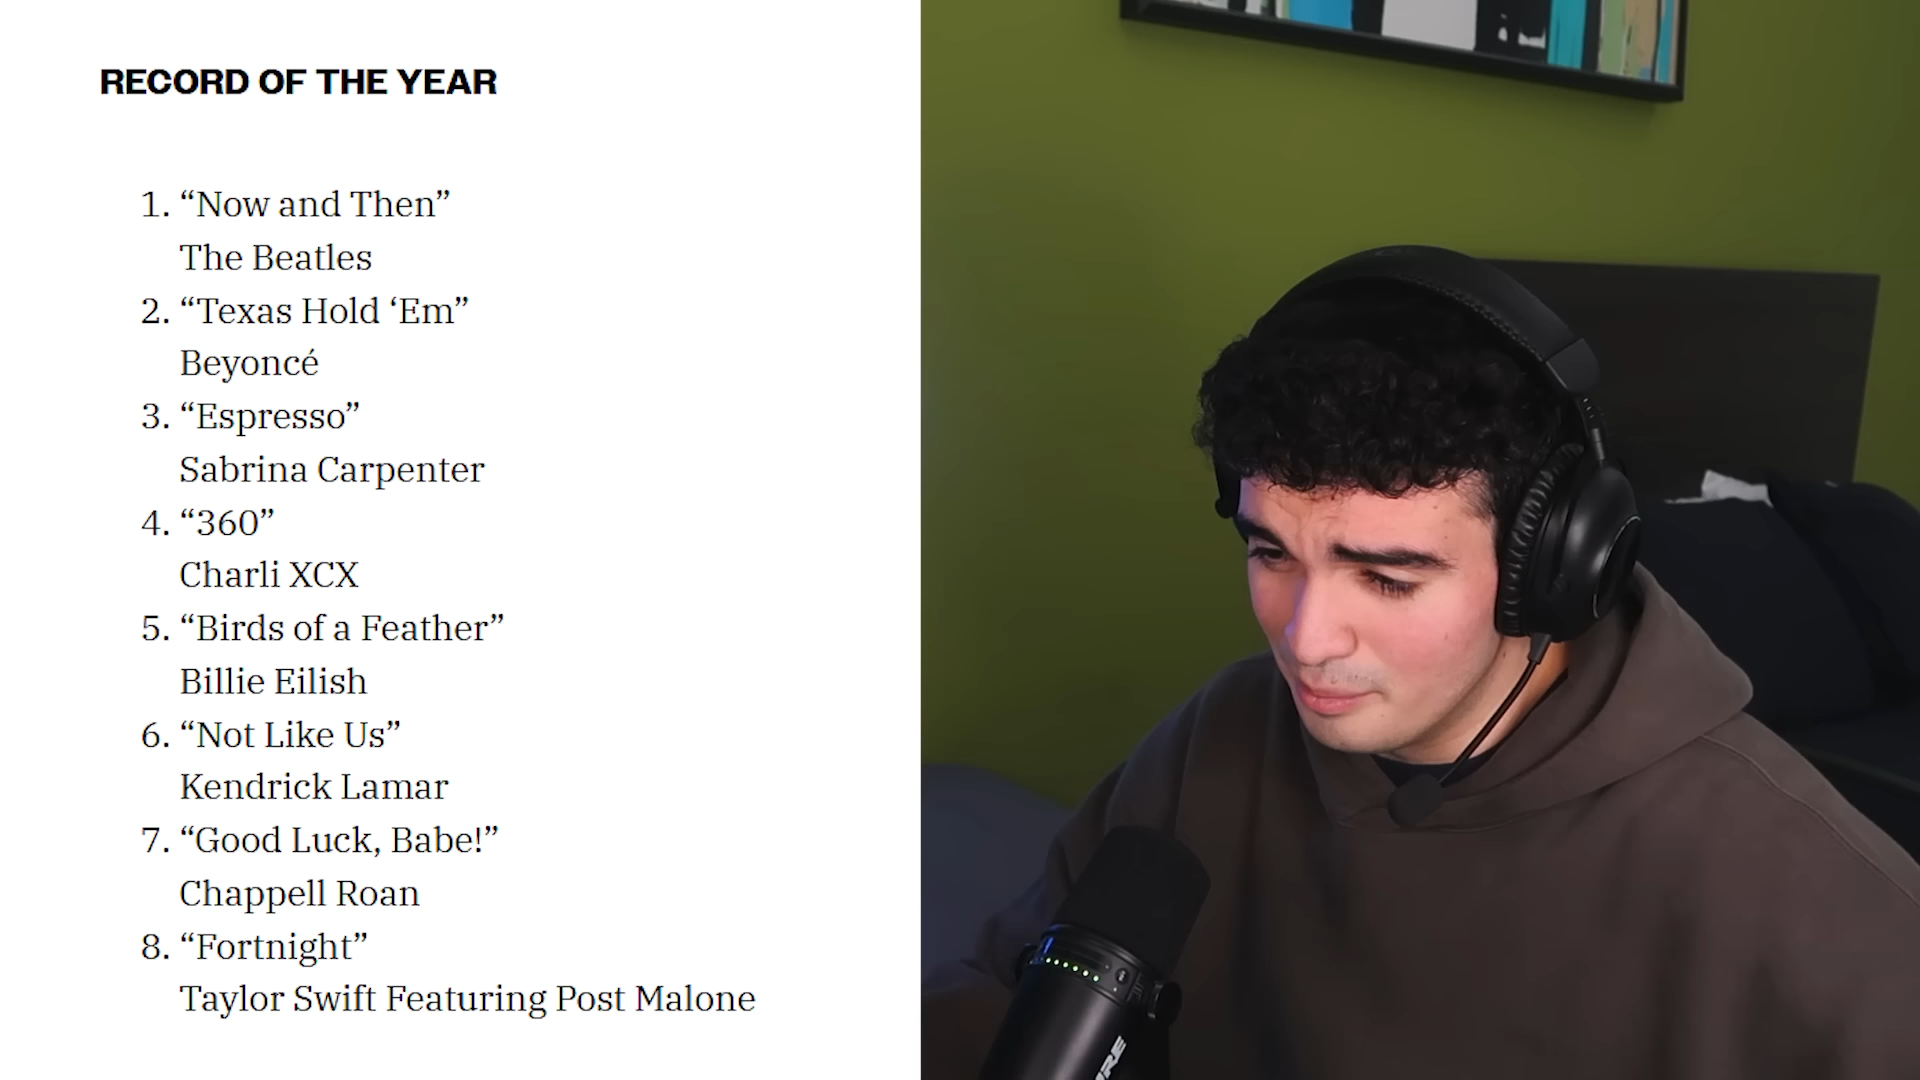 RECORD OF THE YEAR
1. “Now and Then”
The Beatles
2. “Texas Hold ‘Em”
Beyoncé
3. “Espresso”
Sabrina Carpenter
4. “360”
Charli XCX
5. “Birds of a Feather”
Billie Eilish
6. “Not Like Us”
Kendrick Lamar
7. “Good Luck, Babe!”
Chappell Roan
8. “Fortnight”
Taylor Swift Featuring Post Malone